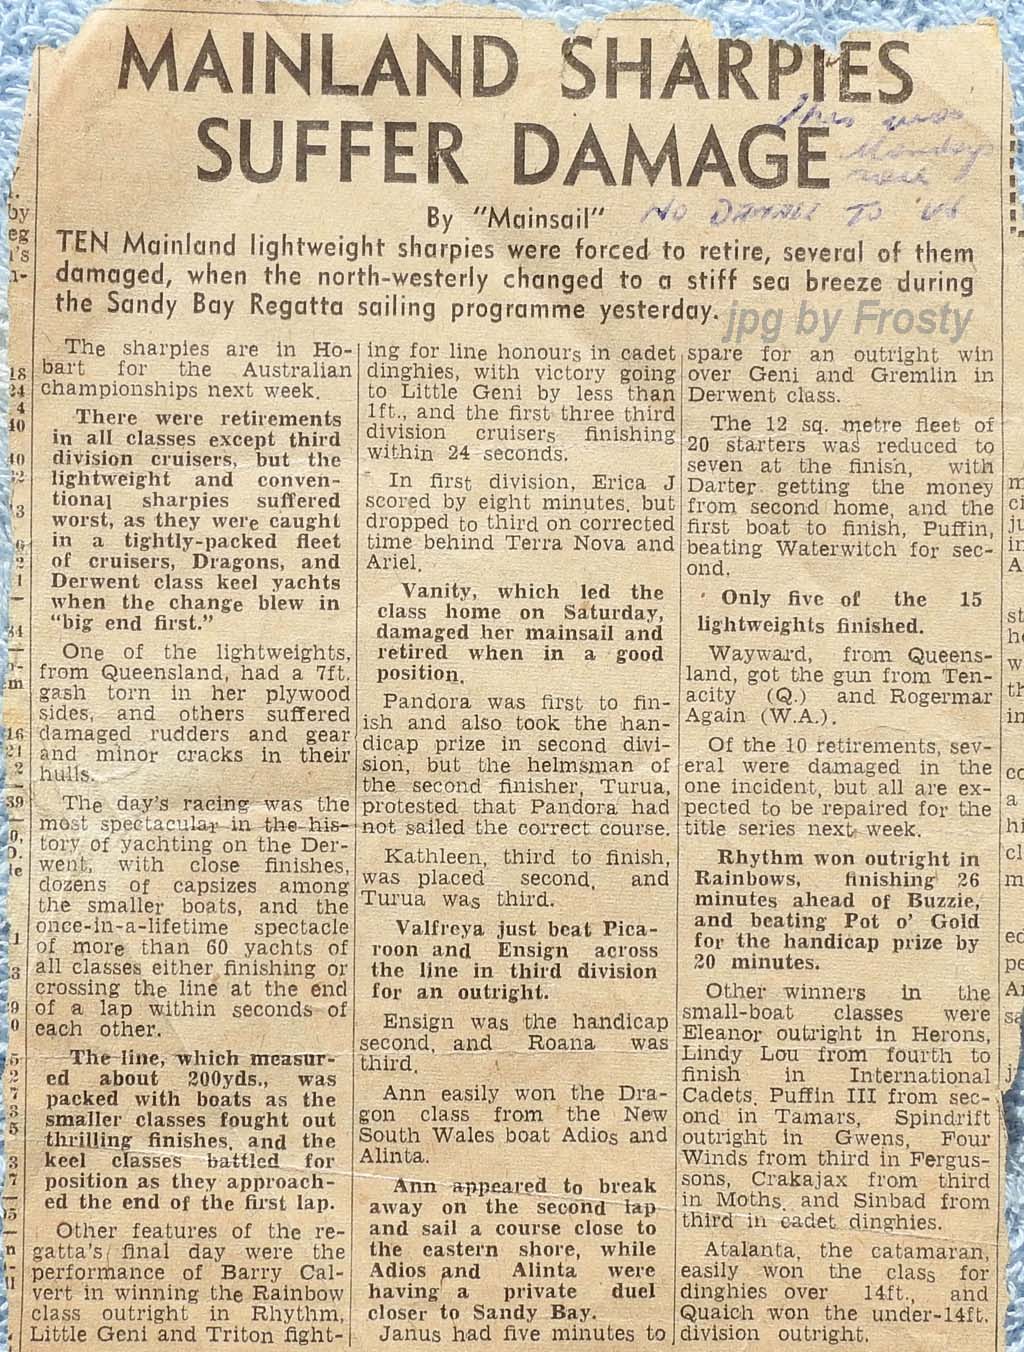 MAINLAND SHARPIES
SUFFER DAMAGE
This was
Mondays
race
No DAMAGE TO
By "Mainsail"
TEN Mainland lightweight sharpies were forced to retire, several of them
damaged, when the north-westerly changed to a stiff sea breeze during
the Sandy Bay Regatta sailing programme yesterday.
jpg by Frosty
The sharpies are in Ho-
bart for the Australian
championships next week.
There were retirements
in all classes except third
division cruisers, but the
lightweight and conven-
tional sharpies suffered
worst, as they were caught
in a tightly-packed fleet
of cruisers, Dragons, and
Derwent class keel yachts
when the change blew in
"big end first."
One of the lightweights,
from Queensland, had a 7ft.
gash torn in her plywood
sides, and others suffered
damaged rudders and gear
and minor cracks in their
hulls.
The day's racing was the
most spectacular in the his-
tory of yachting on the Der-
went, with close finishes,
dozens of capsizes among
the smaller boats, and the
once-in-a-lifetime spectacle
of more than 60 yachts of
all classes either finishing or
crossing the line at the end
of a lap within seconds of
each other.
The line, which measur-
ed about 200yds., was
packed with boats as the
smaller classes fought out
thrilling finishes, and the
keel classes battled for
position as they approach-
ed the end of the first lap.
Other features of the re-
gatta's final day were the
performance of Barry Cal-
vert in winning the Rainbow
class outright in Rhythm,
Little Geni and Triton fight-
ing for line honours in cadet
dinghies, with victory going
to Little Geni by less than
1ft., and the first three third
division cruisers finishing
within 24 seconds.
In first division, Erica J
scored by eight minutes, but
dropped to third on corrected
time behind Terra Nova and
Ariel.
Vanity, which led the
class home on Saturday,
damaged her mainsail and
retired when in a good
position.
Pandora was first to fin-
ish and also took the han-
dicap prize in second divi-
sion, but the helmsman of
the second finisher, Turua,
protested that Pandora had
not sailed the correct course.
Kathleen, third to finish,
was placed second, and
Turua was third.
Valfreya just beat Pica-
roon and Ensign across
the line in third division
for an outright.
Ensign was the handicap
second, and Roana was
third.
Ann easily won the Dra-
gon class from the New
South Wales boat Adios and
Alinta.
Ann appeared to break
away on the second lap
and sail a course close to
the eastern shore, while
Adios and Alinta were
having a private duel
closer to Sandy Bay.
Janus had five minutes to
spare for an outright win
over Geni and Gremlin in
Derwent class.
The 12 sq. metre fleet of
20 starters was reduced to
seven at the finish, with
Darter getting the money
from second home, and the
first boat to finish, Puffin,
beating Waterwitch for sec-
ond.
Only five of the 15
lightweights finished.
Wayward, from Queens-
land, got the gun from Ten-
acity (Q.) and Rogermar
Again (W.A.).
Of the 10 retirements, sev-
eral were damaged in the
one incident, but all are ex-
pected to be repaired for the
title series next week.
Rhythm won outright in
Rainbows, finishing 26
minutes ahead of Buzzie,
and beating Pot o' Gold
for the handicap prize by
20 minutes.
Other winners in the
small-boat classes were
Eleanor outright in Herons,
Lindy Lou from fourth to
finish in International
Cadets, Puffin III from sec-
ond in Tamars, Spindrift
outright in Gwens, Four
Winds from third in Fergus-
sons, Crakajax from third
in Moths, and Sinbad from
third in cadet dinghies.
Atalanta, the catamaran,
easily won the class for
dinghies over 14ft., and
Quaich won the under-14ft.
division outright.